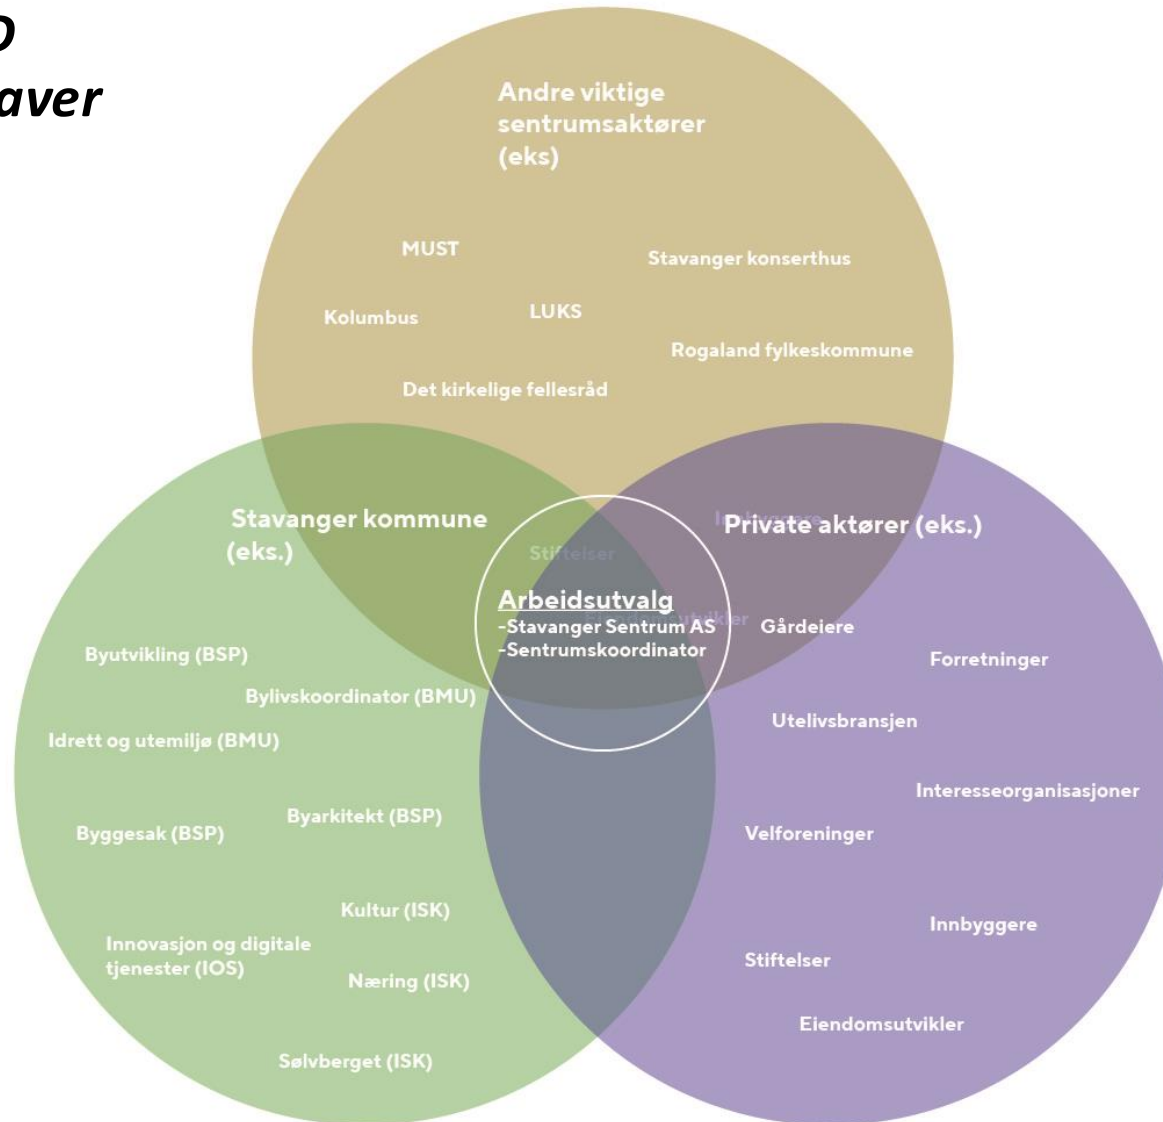 aver
Andre viktige
sentrumsaktører
(eks)
MUST
Stavanger konserthus
Kolumbus
LUKS
Rogaland fylkeskommune
Det kirkelige fellesråd
Stavanger kommune
(eks.)
Innbyggere
Private aktører (eks.)
Stiftelser
Arbeidsutvalg
Eiendomsutvikler
-Stavanger Sentrum AS
-Sentrumskoordinator
Gårdeiere
Byutvikling (BSP)
Forretninger
Bylivskoordinator (BMU)
Utelivsbransjen
Idrett og utemiljø (BMU)
Interesseorganisasjoner
Byarkitekt (BSP)
Byggesak (BSP)
Velforeninger
Kultur (ISK)
Innbyggere
Innovasjon og digitale
tjenester (IOS)
Stiftelser
Næring (ISK)
Eiendomsutvikler
Sølvberget (ISK)